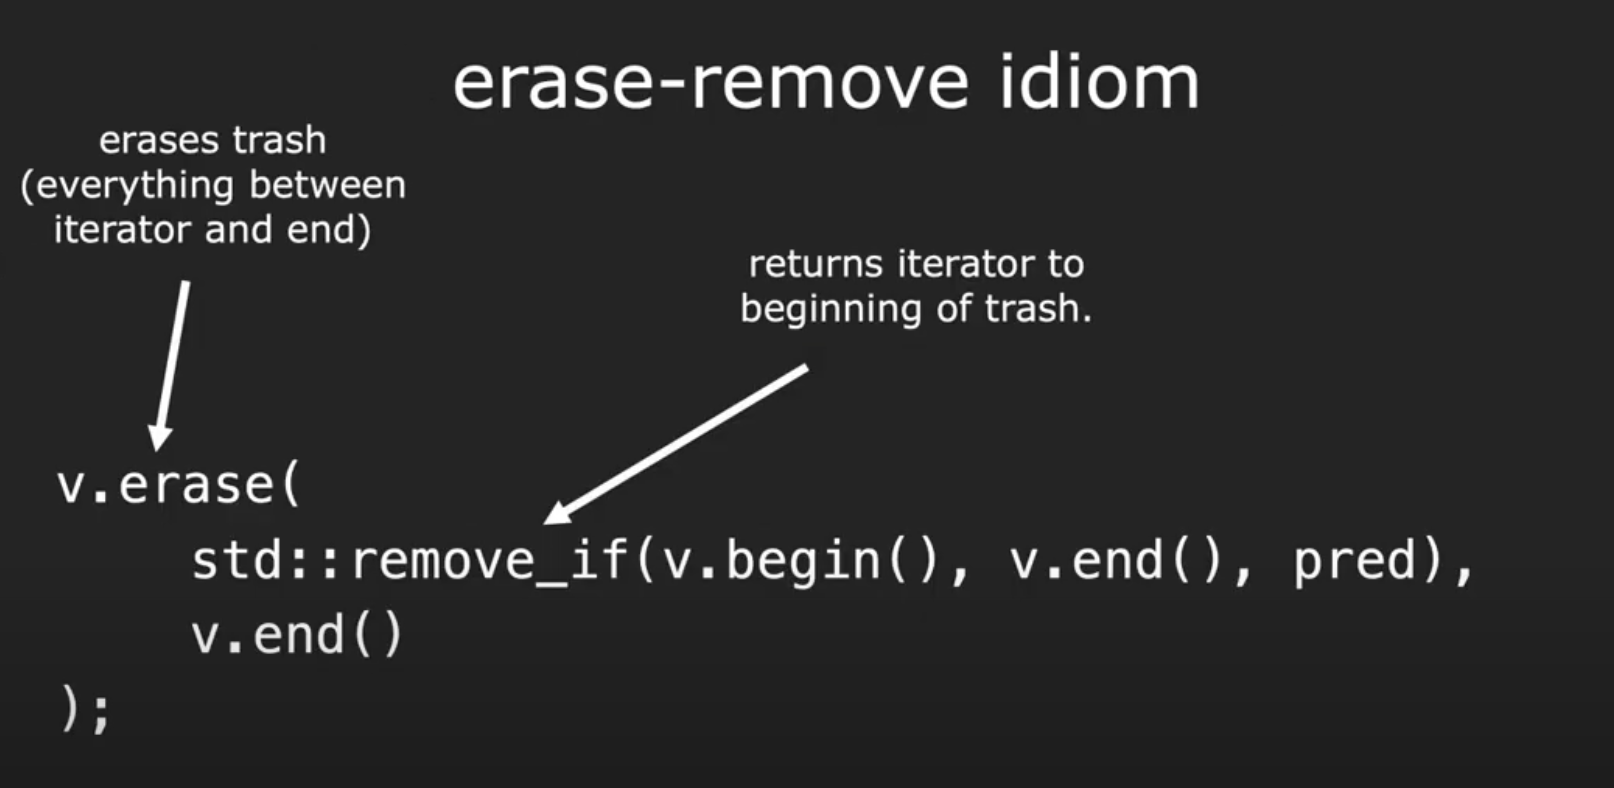 erase-remove idiom
erases trash
(everything between
iterator and end)
returns iterator to
beginning of trash.
v.erase(
std::remove_if(v.begin(), v.end(), pred),
v.end()
);